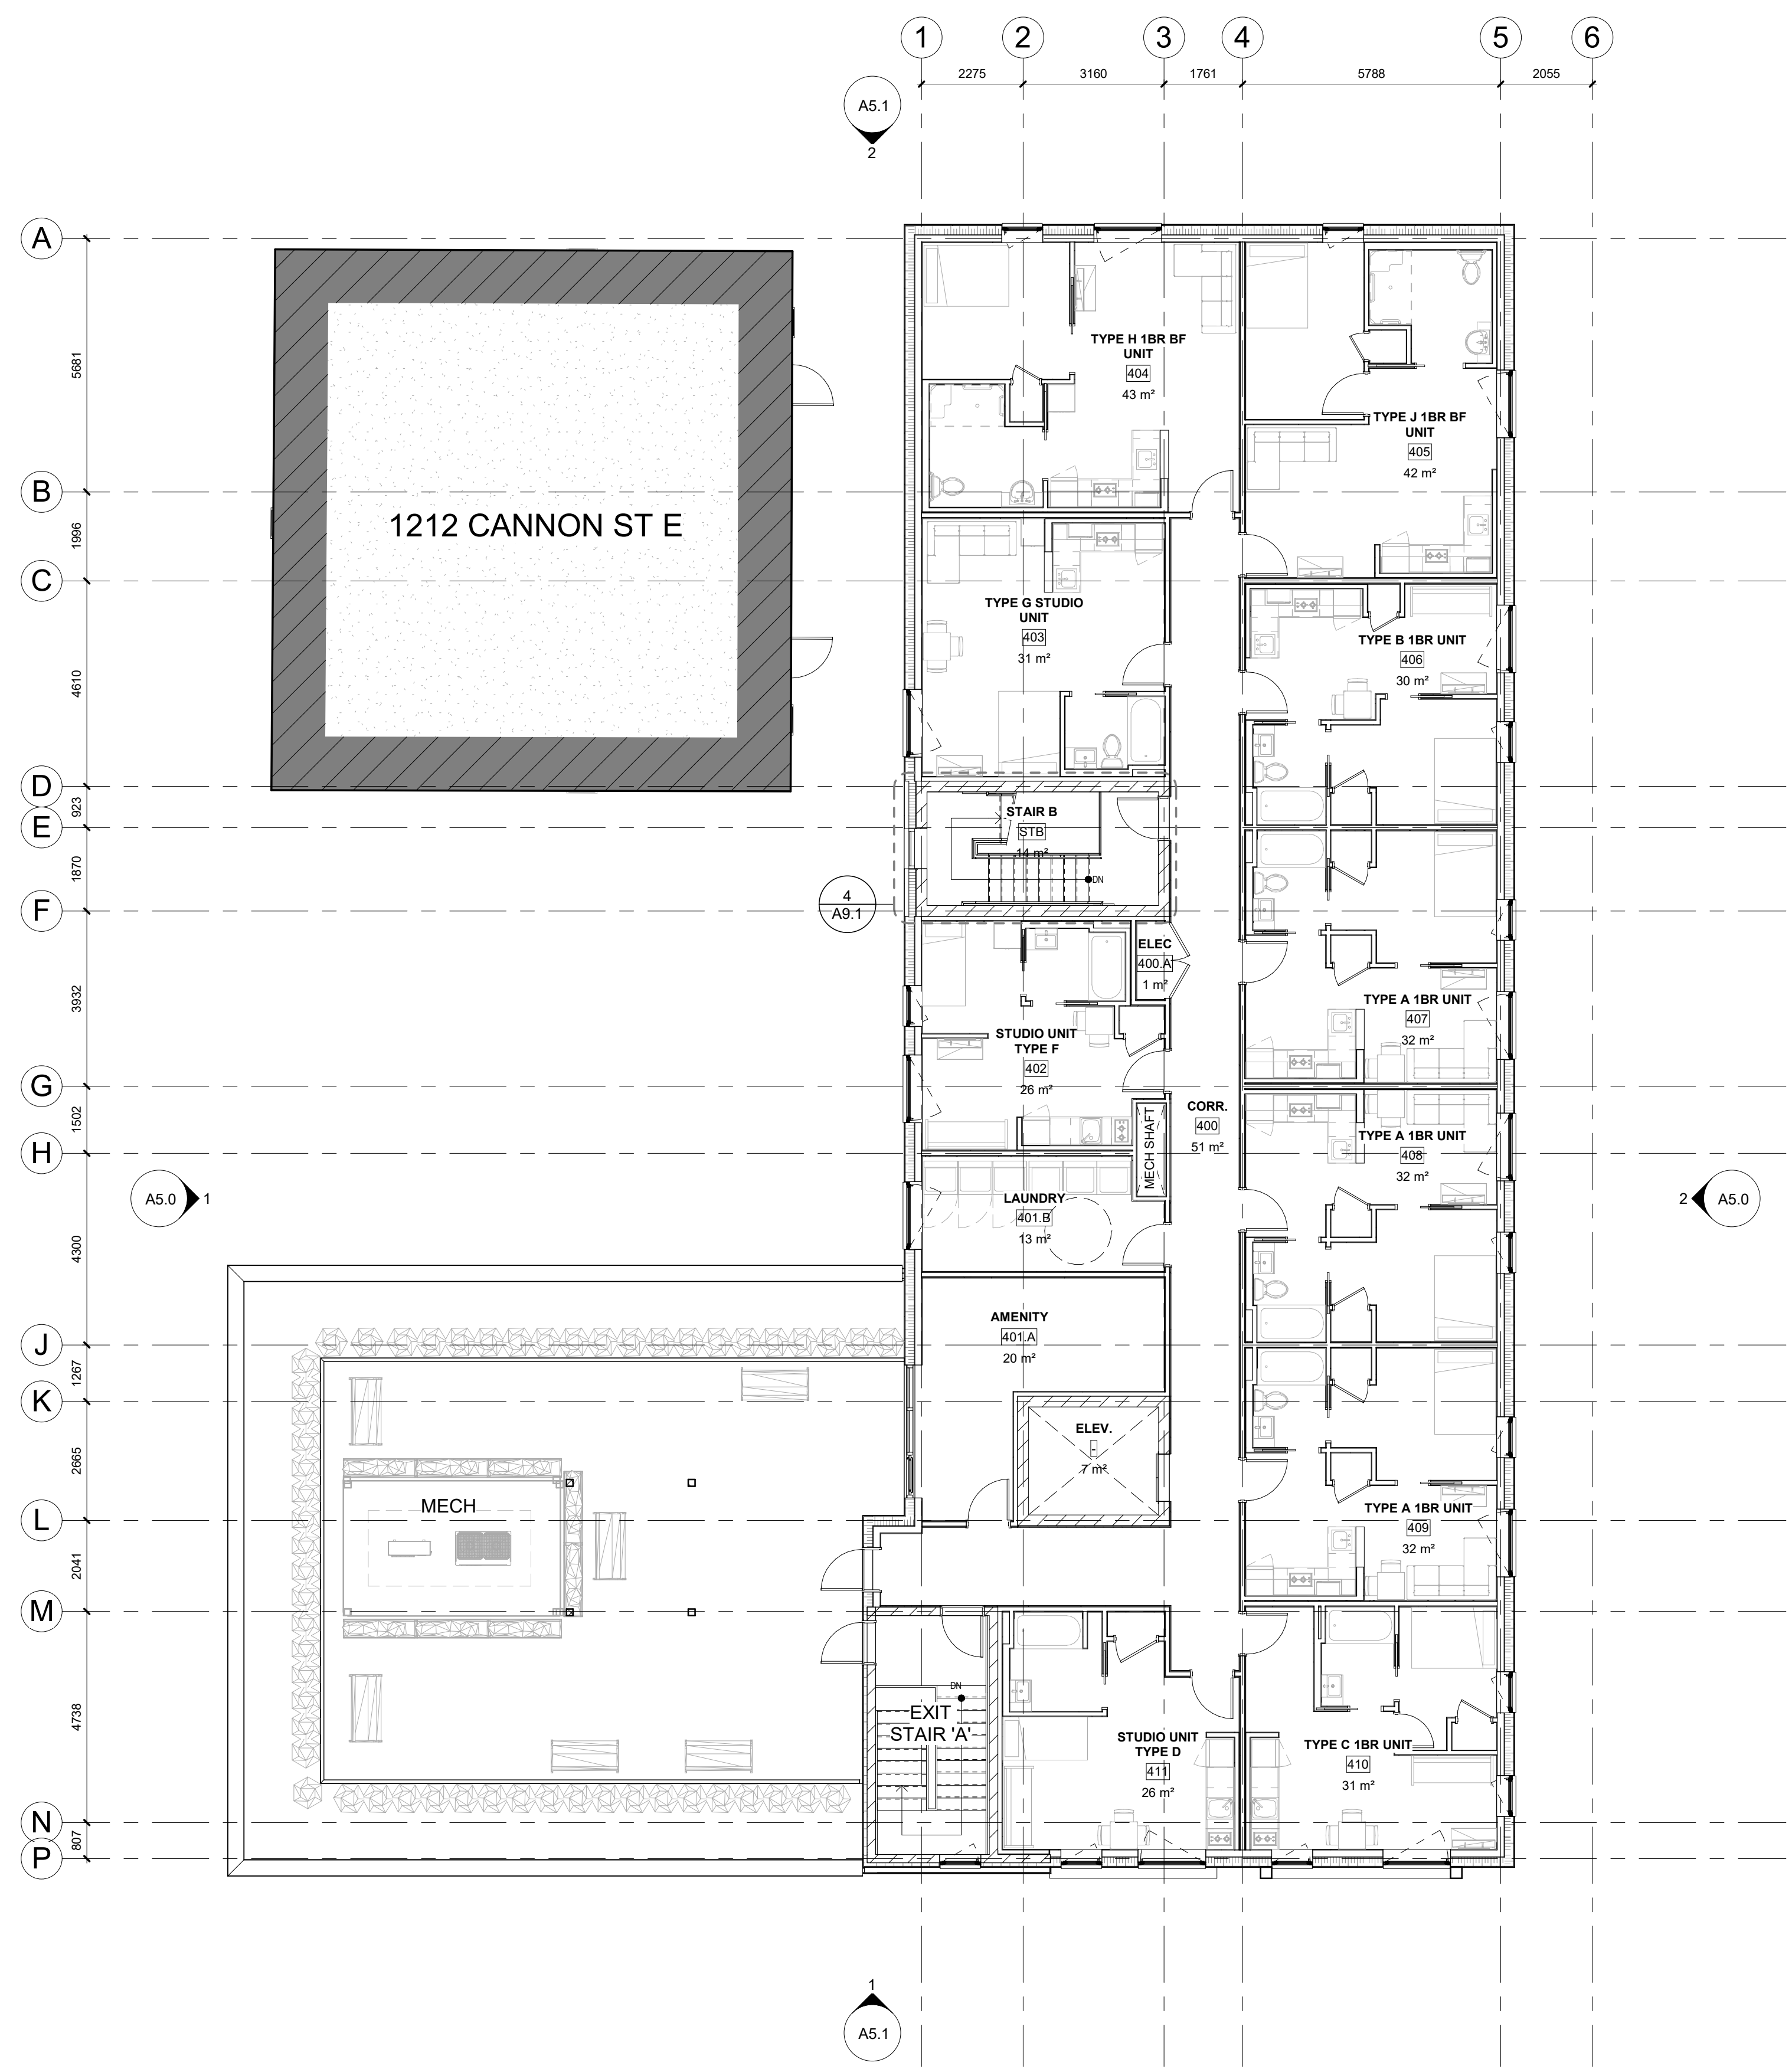 1 2 3 4 5 6
2275 3160 1761 5788 2055
A5.1
2
A
5681
B
1996
C
4610
D
923
E
1870
F
3932
G
1502
H
4300
J
1267
K
2665
L
2041
M
4738
N
807
P
1212 CANNON ST E
TYPE H 1BR BF
UNIT
404
43 m²
TYPE J 1BR BF
UNIT
405
42 m²
TYPE G STUDIO
UNIT
403
31 m²
TYPE B 1BR UNIT
406
30 m²
STAIR B
STB
14 m²
DN
4
A9.1
ELEC
400.A
1 m²
STUDIO UNIT
TYPE F
402
26 m²
TYPE A 1BR UNIT
407
32 m²
MECH SHAFT
CORR.
400
51 m²
TYPE A 1BR UNIT
408
32 m²
A5.0 1
2 A5.0
LAUNDRY
401.B
13 m²
AMENITY
401.A
20 m²
ELEV.
7 m²
MECH
TYPE A 1BR UNIT
409
32 m²
DN
EXIT
STAIR 'A'
STUDIO UNIT
TYPE D
411
26 m²
TYPE C 1BR UNIT
410
31 m²
1
A5.1